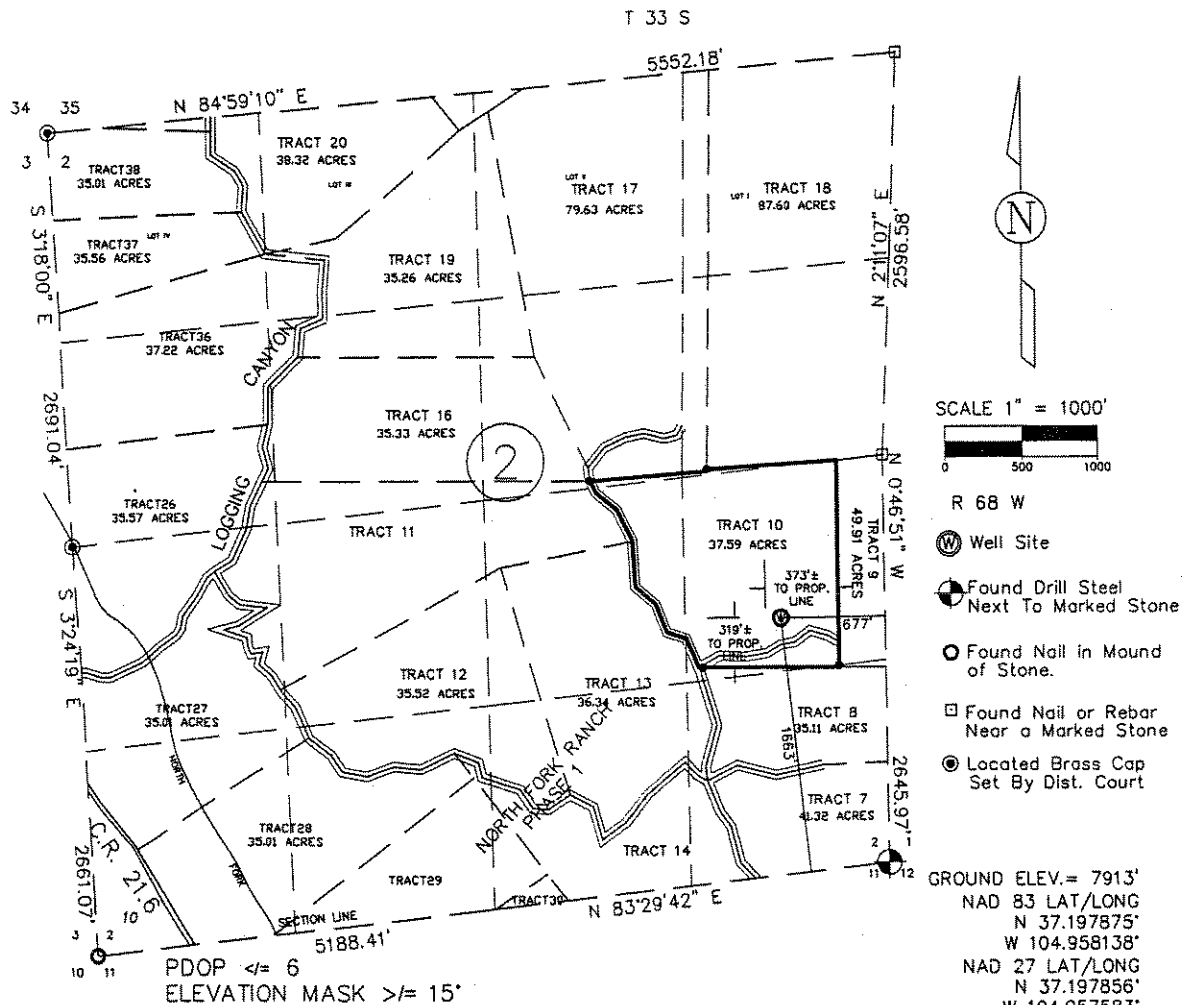 T 33 S
5552.18'
N 84°59'10" E
34 35
3 2
TRACT38
35.01 ACRES
TRACT 20
38.32 ACRES
LOT III
LOT II
TRACT 17
79.63 ACRES
LOT I
TRACT 18
87.60 ACRES
N 2°11'07" E
2596.58'
S 3°18'00" E
TRACT37
LOT IV
35.56 ACRES
TRACT 19
35.26 ACRES
N
TRACT36
37.22 ACRES
CANYON
LOGGING
2691.04'
TRACT 16
35.33 ACRES
2
SCALE 1" = 1000'
0 500 1000
R 68 W
TRACT26
35.57 ACRES
TRACT 11
TRACT 10
37.59 ACRES
N 0°46'51" W
TRACT 9
49.91 ACRES
W Well Site
373'±
TO PROP.
LINE
319'±
TO PROP.
LINE
677'
Found Drill Steel
Next To Marked Stone
Found Nail in Mound
of Stone.
Found Nail or Rebar
Near a Marked Stone
Located Brass Cap
Set By Dist. Court
S 3°24'19" E
TRACT 12
35.52 ACRES
TRACT 13
36.34 ACRES
TRACT27
35.01 ACRES
TRACT 8
35.11 ACRES
1663
NORTH FORK RANCH
PHASE 1
NORTH
FORK
2645.97'
TRACT 7
41.32 ACRES
TRACT28
35.01 ACRES
TRACT 14
2 1
11 12
C.R. 21.6
2661.07'
10
TRACT29
TRACT30
SECTION LINE
N 83°29'42" E
5188.41'
3 2
10 11
PDOP </= 6
ELEVATION MASK >/= 15°
GROUND ELEV.= 7913'
NAD 83 LAT/LONG
N 37.197875°
W 104.958138°
NAD 27 LAT/LONG
N 37.197856°
W 104.957583°